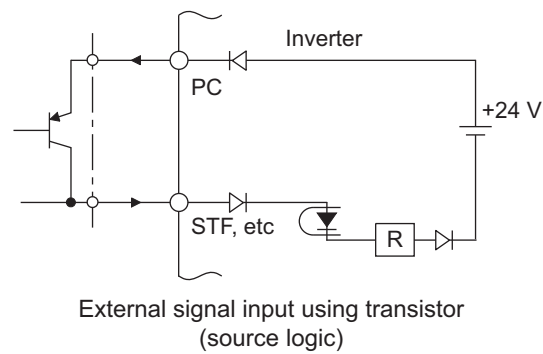 Inverter
PC
+24 V
STF, etc
R
External signal input using transistor
(source logic)